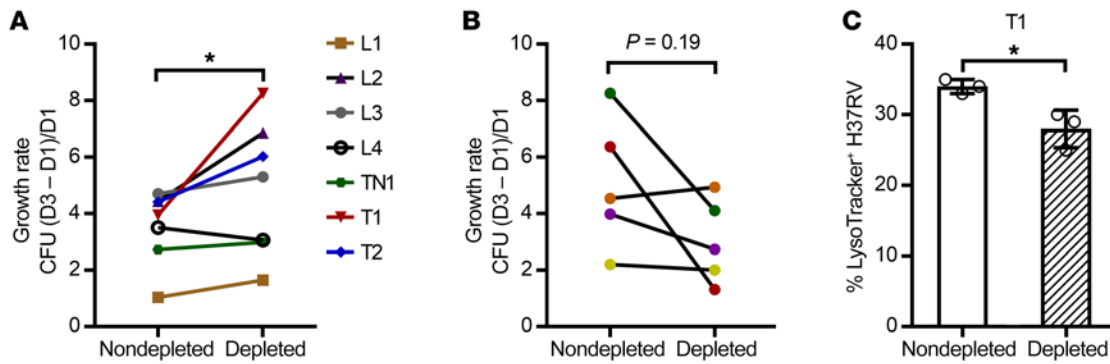 A
Growth rate
CFU (D3 – D1)/D1
10
8
6
4
2
0
*
Nondepleted Depleted
L1
L2
L3
L4
TN1
T1
T2
B
Growth rate
CFU (D3 – D1)/D1
10
8
6
4
2
0
P = 0.19
Nondepleted Depleted
C
T1
% LysoTracker⁺ H37RV
40
30
20
10
0
*
Nondepleted Depleted